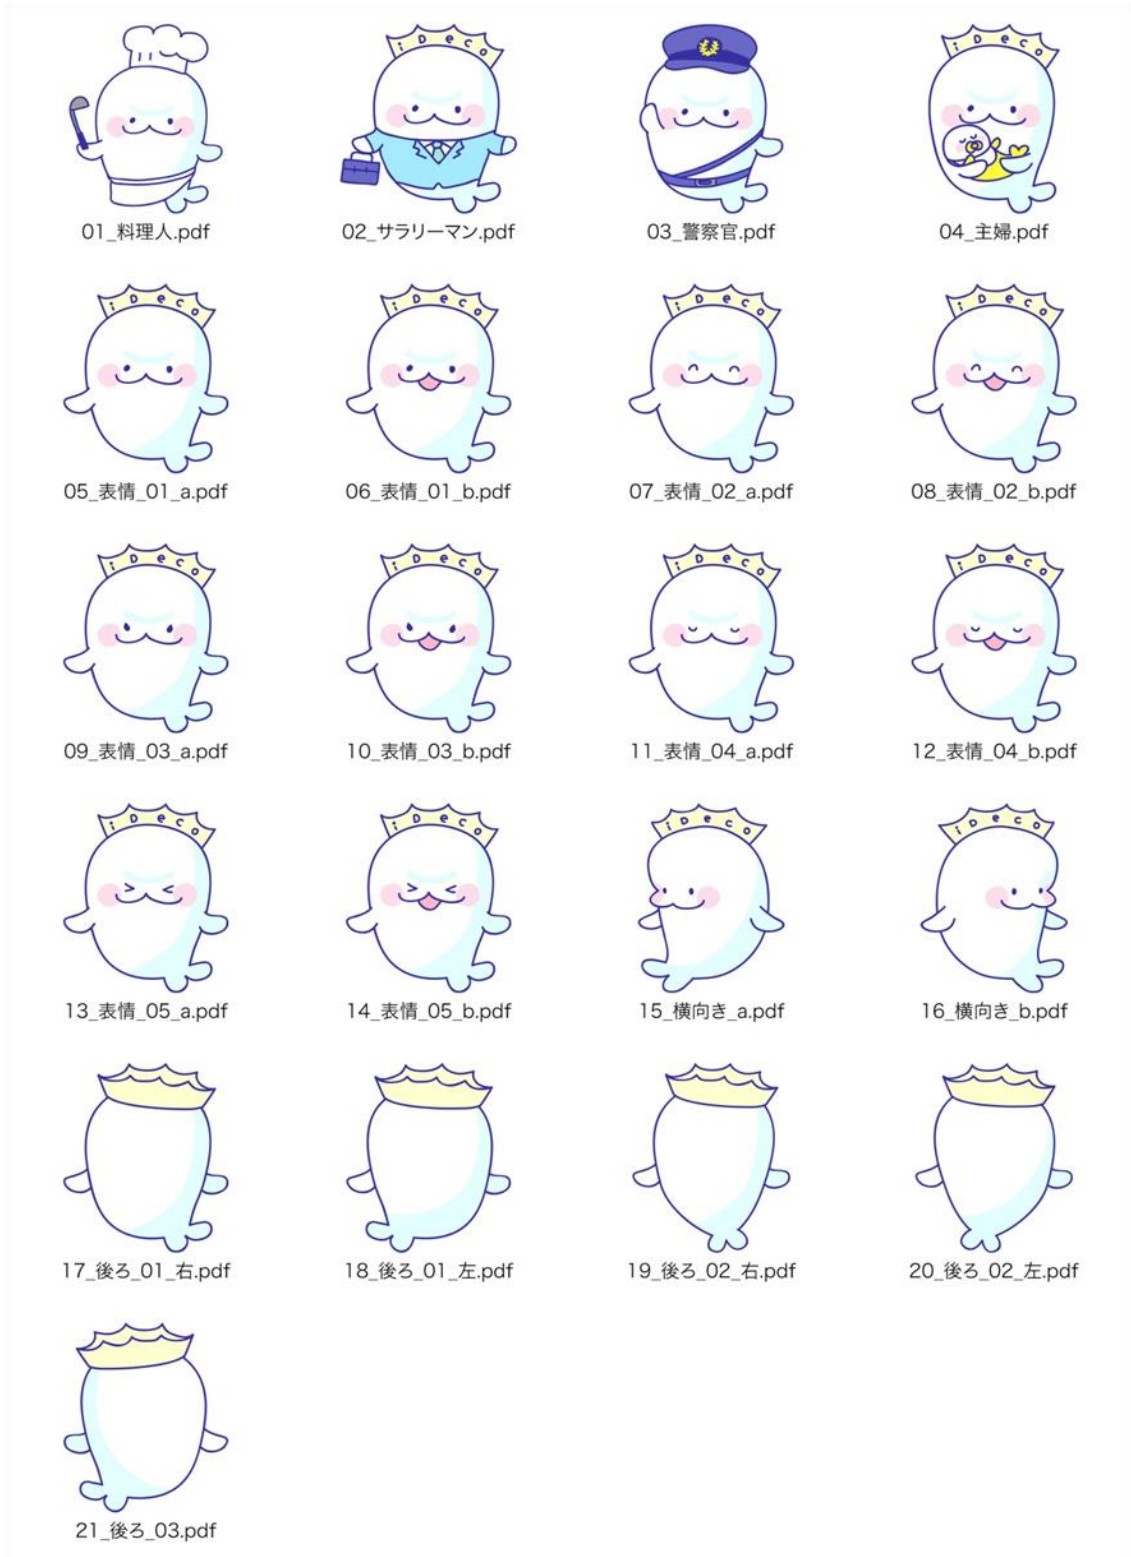 iDeCo
01_料理人.pdf
02_サラリーマン.pdf
03_警察官.pdf
iDeCo
04_主婦.pdf
iDeCo
iDeCo
iDeCo
iDeCo
05_表情_01_a.pdf
06_表情_01_b.pdf
07_表情_02_a.pdf
08_表情_02_b.pdf
iDeCo
iDeCo
iDeCo
iDeCo
09_表情_03_a.pdf
10_表情_03_b.pdf
11_表情_04_a.pdf
12_表情_04_b.pdf
iDeCo
iDeCo
iDeCo
iDeCo
13_表情_05_a.pdf
14_表情_05_b.pdf
15_横向き_a.pdf
16_横向き_b.pdf
17_後ろ_01_右.pdf
18_後ろ_01_左.pdf
19_後ろ_02_右.pdf
20_後ろ_02_左.pdf
21_後ろ_03.pdf